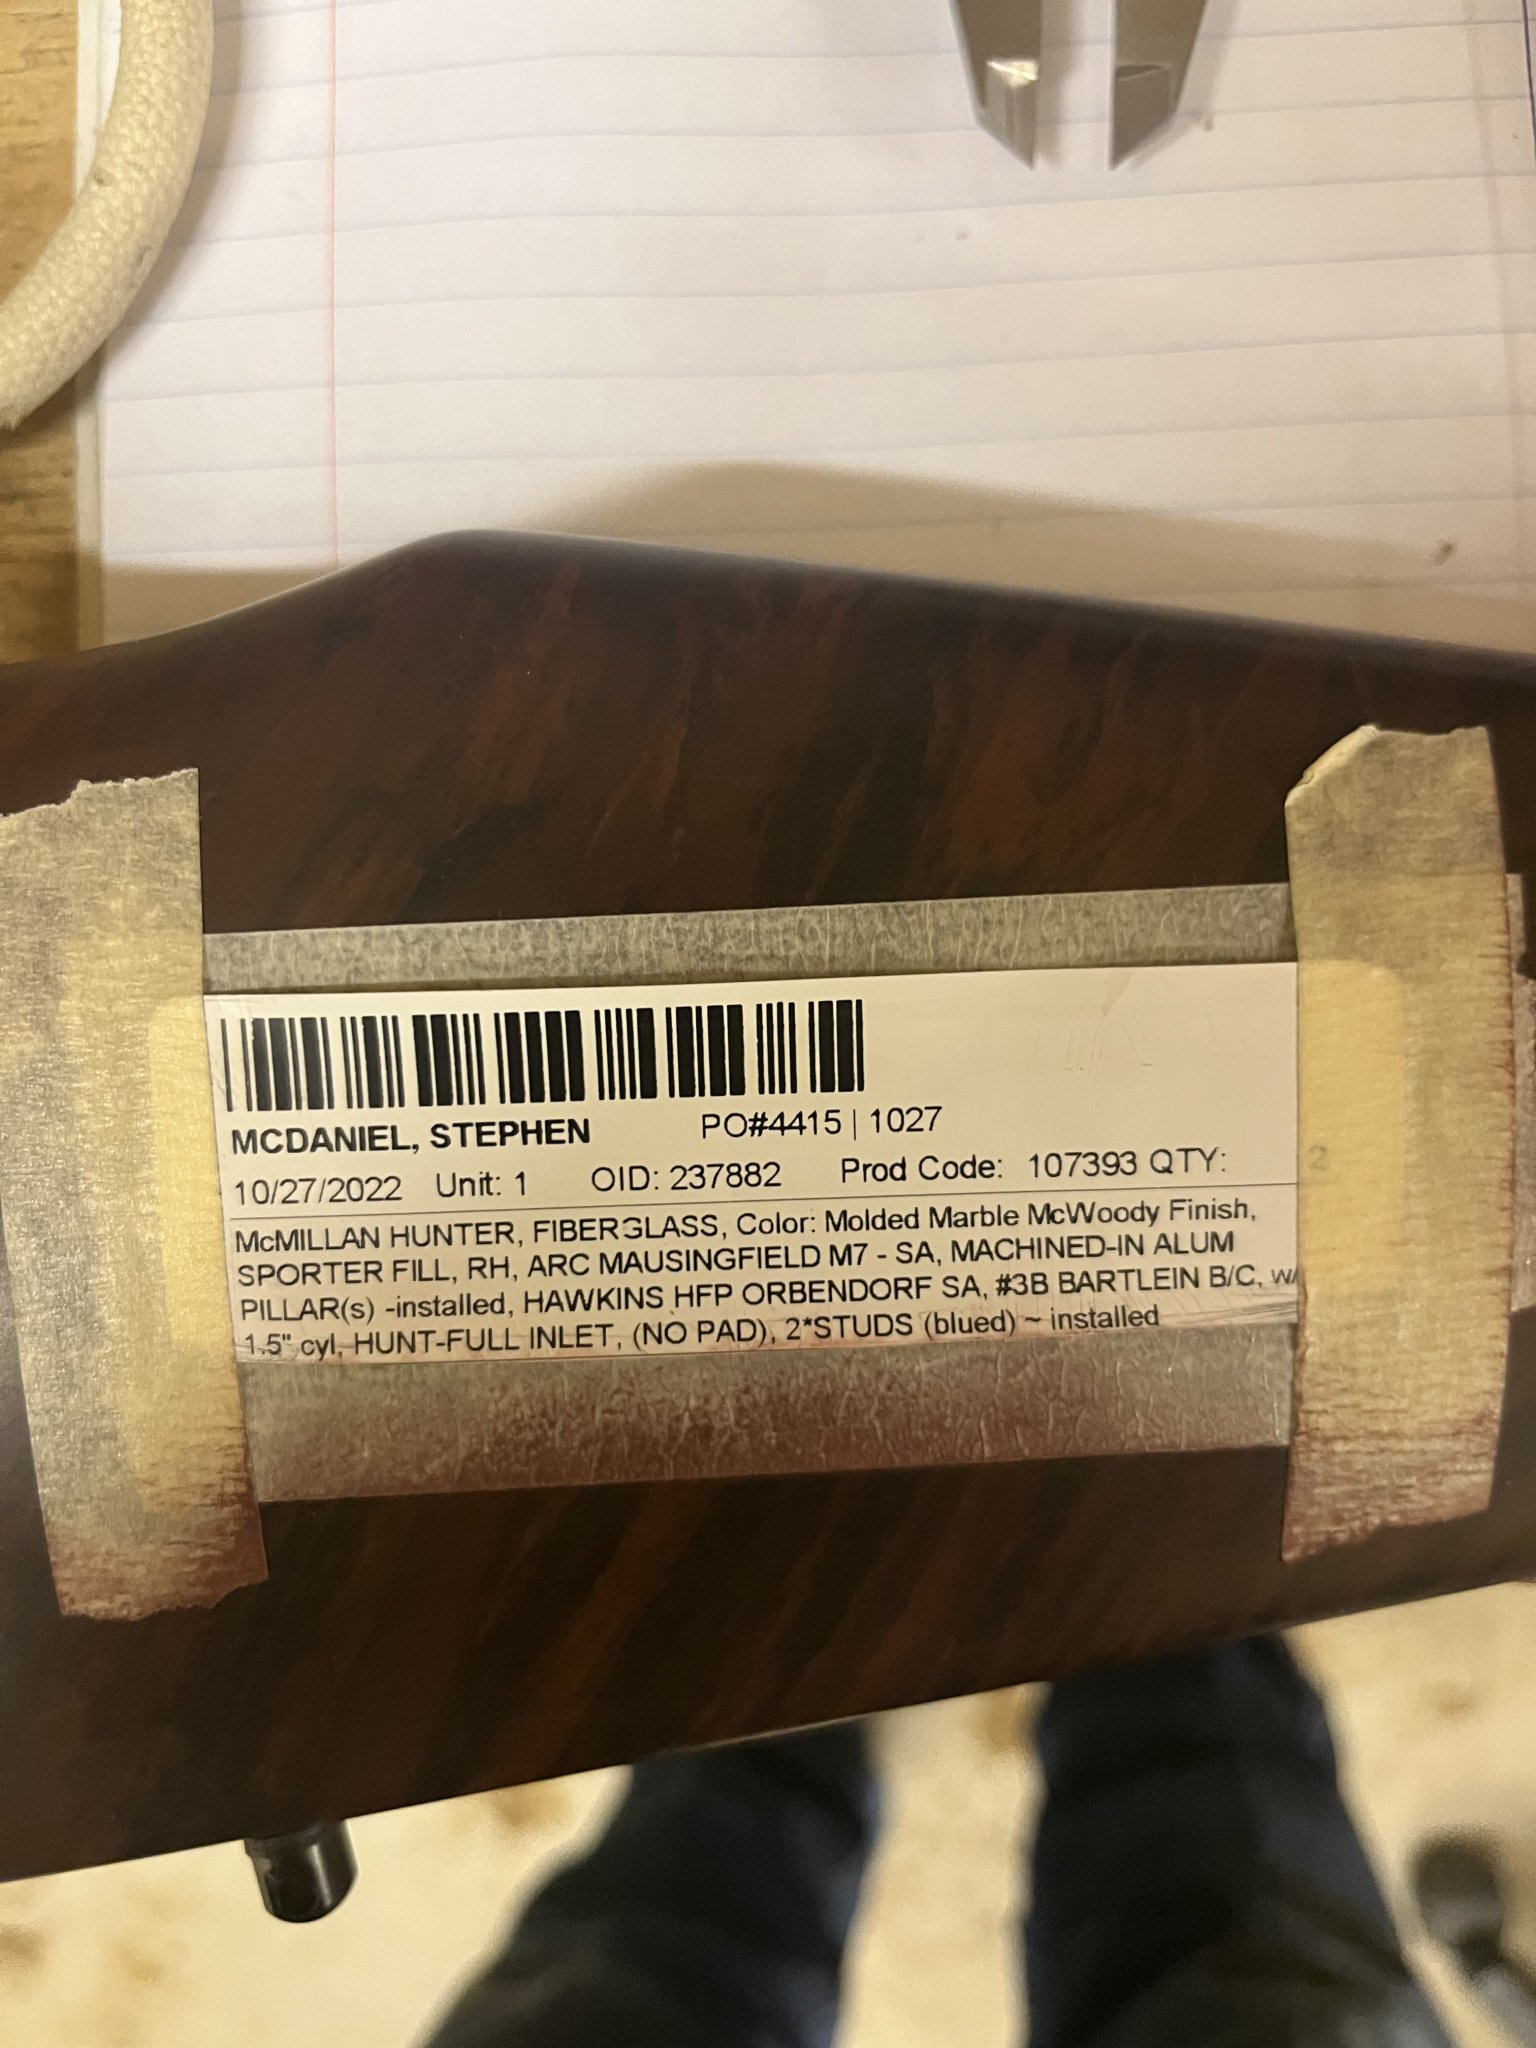 MCDANIEL, STEPHEN PO#4415 | 1027
10/27/2022 Unit: 1 OID: 237882 Prod Code: 107393 QTY: 2
McMILLAN HUNTER, FIBERGLASS, Color: Molded Marble McWoody Finish,
SPORTER FILL, RH, ARC MAUSINGFIELD M7 - SA, MACHINED-IN ALUM
PILLAR(s) -installed, HAWKINS HFP ORBENDORF SA, #3B BARTLEIN B/C, w/
1.5" cyl, HUNT-FULL INLET, (NO PAD), 2*STUDS (blued) ~ installed